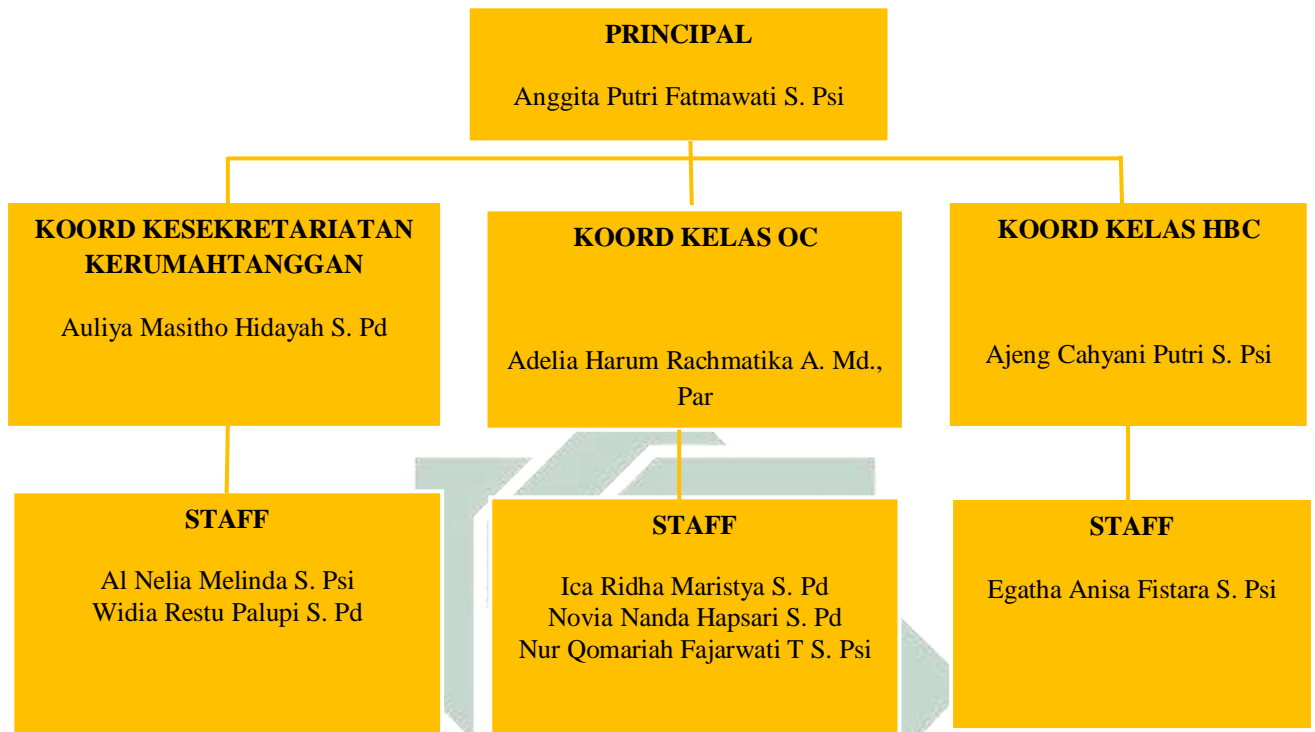 PRINCIPAL
Anggita Putri Fatmawati S. Psi
KOORD KESEKRETARIATAN
KERUMAHTANGGAN
Auliya Masitho Hidayah S. Pd
KOORD KELAS OC
Adelia Harum Rachmatika A. Md.,
Par
KOORD KELAS HBC
Ajeng Cahyani Putri S. Psi
STAFF
Al Nelia Melinda S. Psi
Widia Restu Palupi S. Pd
STAFF
Ica Ridha Maristya S. Pd
Novia Nanda Hapsari S. Pd
Nur Qomariah Fajarwati T S. Psi
STAFF
Egatha Anisa Fistara S. Psi